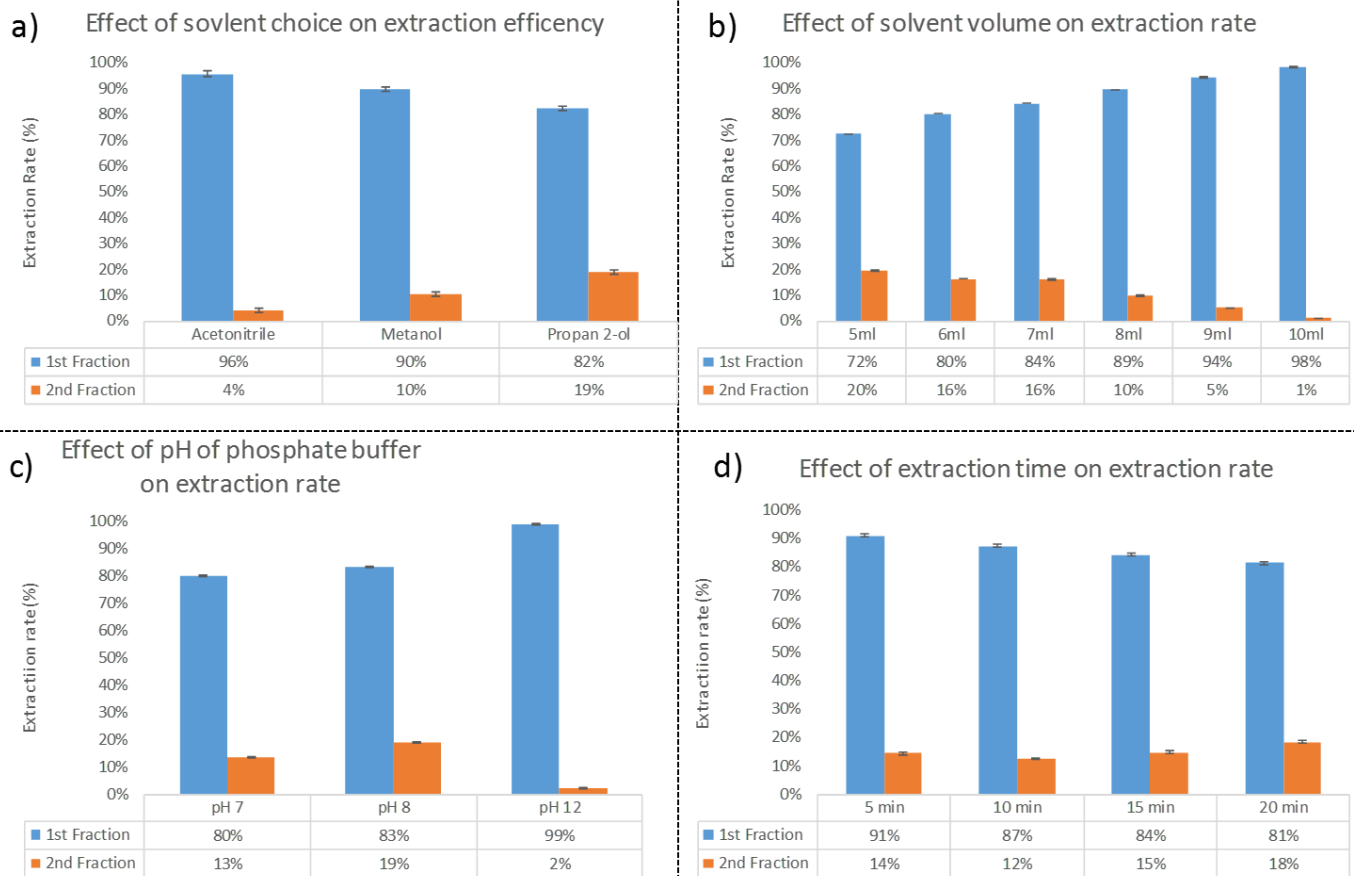 a)
Effect of sovlent choice on extraction efficency
100%
90%
80%
70%
60%
50%
40%
30%
20%
10%
0%
Extraction Rate (%)
Acetonitrile Metanol Propan 2-ol
1st Fraction 96% 90% 82%
2nd Fraction 4% 10% 19%
b)
Effect of solvent volume on extraction rate
100%
90%
80%
70%
60%
50%
40%
30%
20%
10%
0%
Extraction Rate (%)
5ml 6ml 7ml 8ml 9ml 10ml
1st Fraction 72% 80% 84% 89% 94% 98%
2nd Fraction 20% 16% 16% 10% 5% 1%
c)
Effect of pH of phosphate buffer
on extraction rate
100%
80%
60%
40%
20%
0%
Extractiion rate (%)
pH 7 pH 8 pH 12
1st Fraction 80% 83% 99%
2nd Fraction 13% 19% 2%
d)
Effect of extraction time on extraction rate
100%
90%
80%
70%
60%
50%
40%
30%
20%
10%
0%
Extractiion rate (%)
5 min 10 min 15 min 20 min
1st Fraction 91% 87% 84% 81%
2nd Fraction 14% 12% 15% 18%